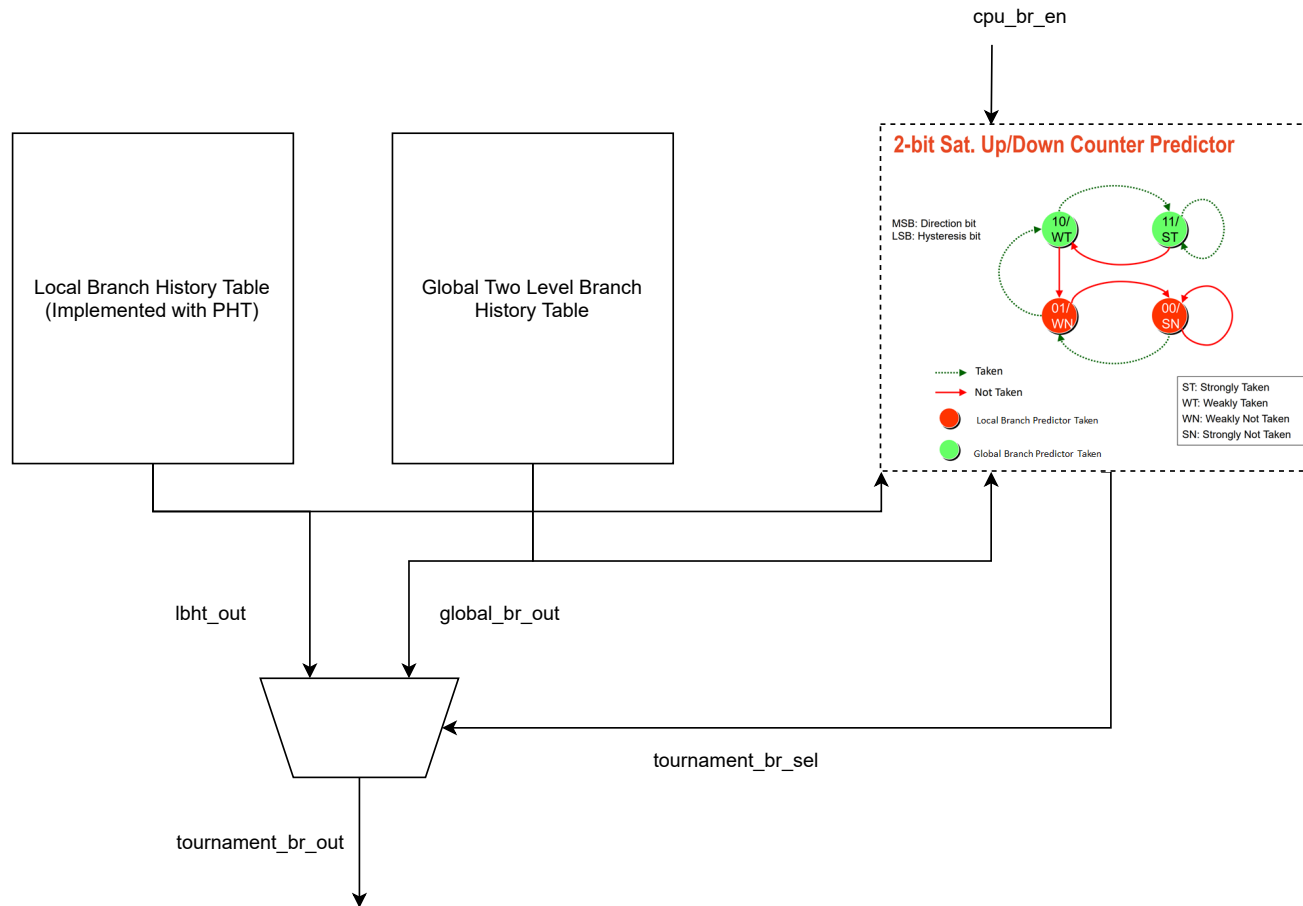 cpu_br_en
2-bit Sat. Up/Down Counter Predictor
MSB: Direction bit
LSB: Hysteresis bit
10/
WT
11/
ST
01/
WN
00/
SN
Taken
Not Taken
Local Branch Predictor Taken
Global Branch Predictor Taken
ST: Strongly Taken
WT: Weakly Taken
WN: Weakly Not Taken
SN: Strongly Not Taken
Local Branch History Table
(Implemented with PHT)
Global Two Level Branch
History Table
lbht_out
global_br_out
tournament_br_sel
tournament_br_out